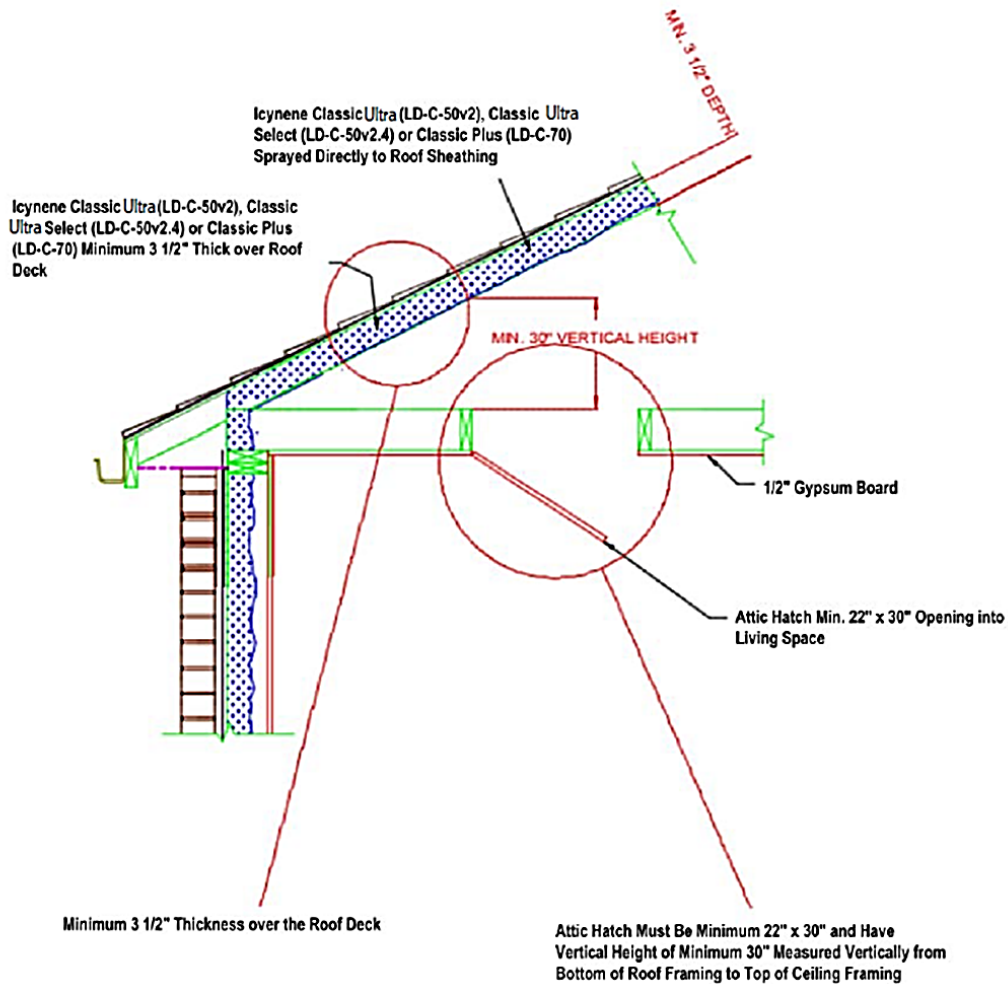 MIN. 3 1/2" DEPTH
Icynene Classic Ultra (LD-C-50v2), Classic Ultra
Select (LD-C-50v2.4) or Classic Plus (LD-C-70)
Sprayed Directly to Roof Sheathing
Icynene Classic Ultra (LD-C-50v2), Classic
Ultra Select (LD-C-50v2.4) or Classic Plus
(LD-C-70) Minimum 3 1/2" Thick over Roof
Deck
MIN. 30" VERTICAL HEIGHT
1/2" Gypsum Board
Attic Hatch Min. 22" x 30" Opening into
Living Space
Minimum 3 1/2" Thickness over the Roof Deck
Attic Hatch Must Be Minimum 22" x 30" and Have
Vertical Height of Minimum 30" Measured Vertically from
Bottom of Roof Framing to Top of Ceiling Framing